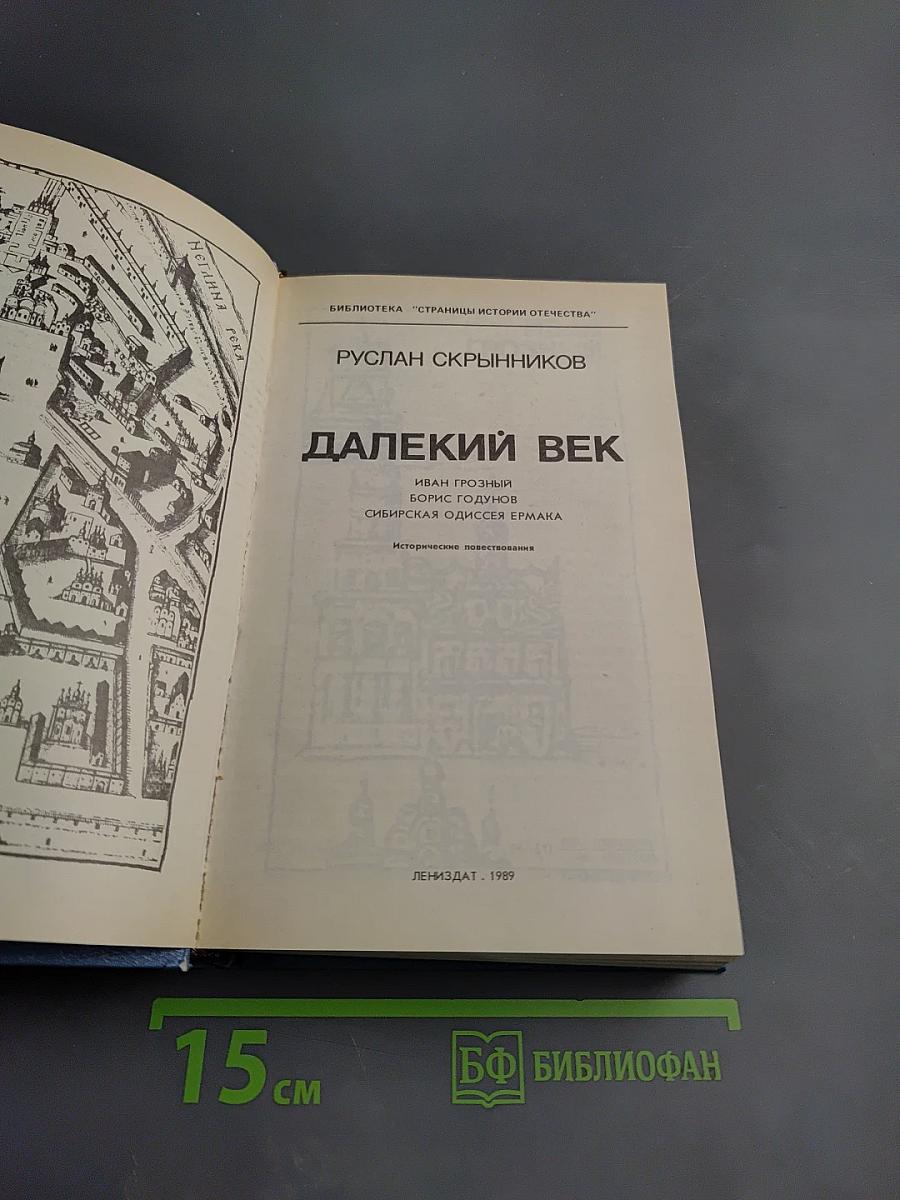 НЕГЛИНА РЕКА
БИБЛИОТЕКА "СТРАНИЦЫ ИСТОРИИ ОТЕЧЕСТВА"
РУСЛАН СКРЫННИКОВ
ДАЛЕКИЙ ВЕК
ИВАН ГРОЗНЫЙ
БОРИС ГОДУНОВ
СИБИРСКАЯ ОДИССЕЯ ЕРМАКА
Исторические повествования
ЛЕНИЗДАТ . 1989
15 см
БФ БИБЛИОФАН